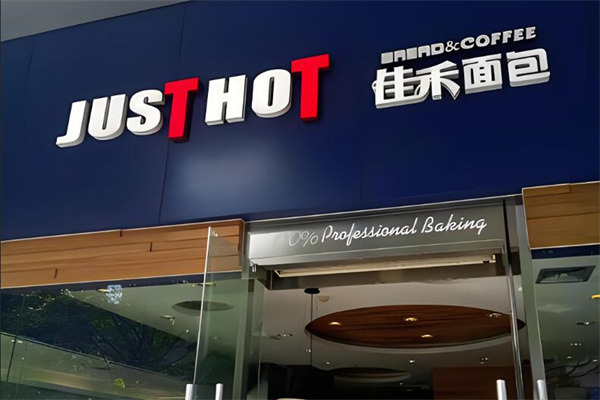 JUST HOT
BREAD&COFFEE
佳禾面包
0% Professional Baking